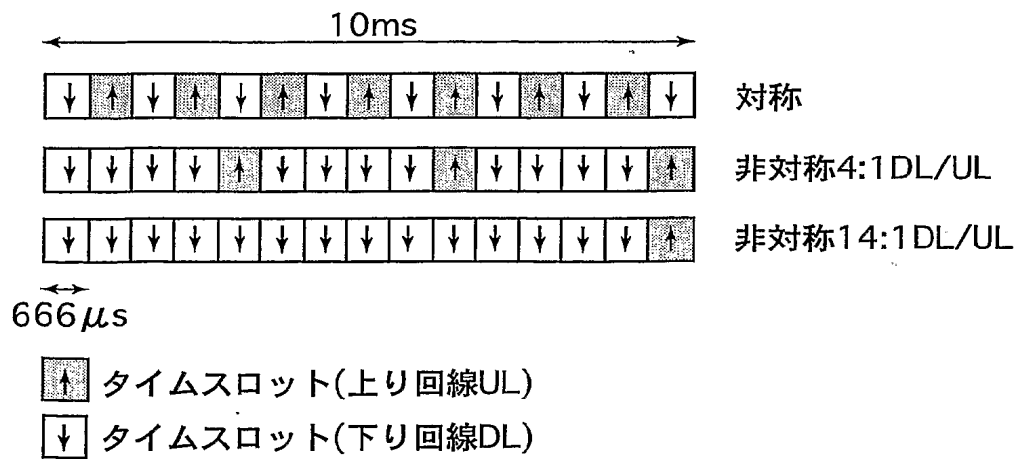 10ms
対称
非対称4:1DL/UL
非対称14:1DL/UL
666μs
タイムスロット(上り回線UL)
タイムスロット(下り回線DL)